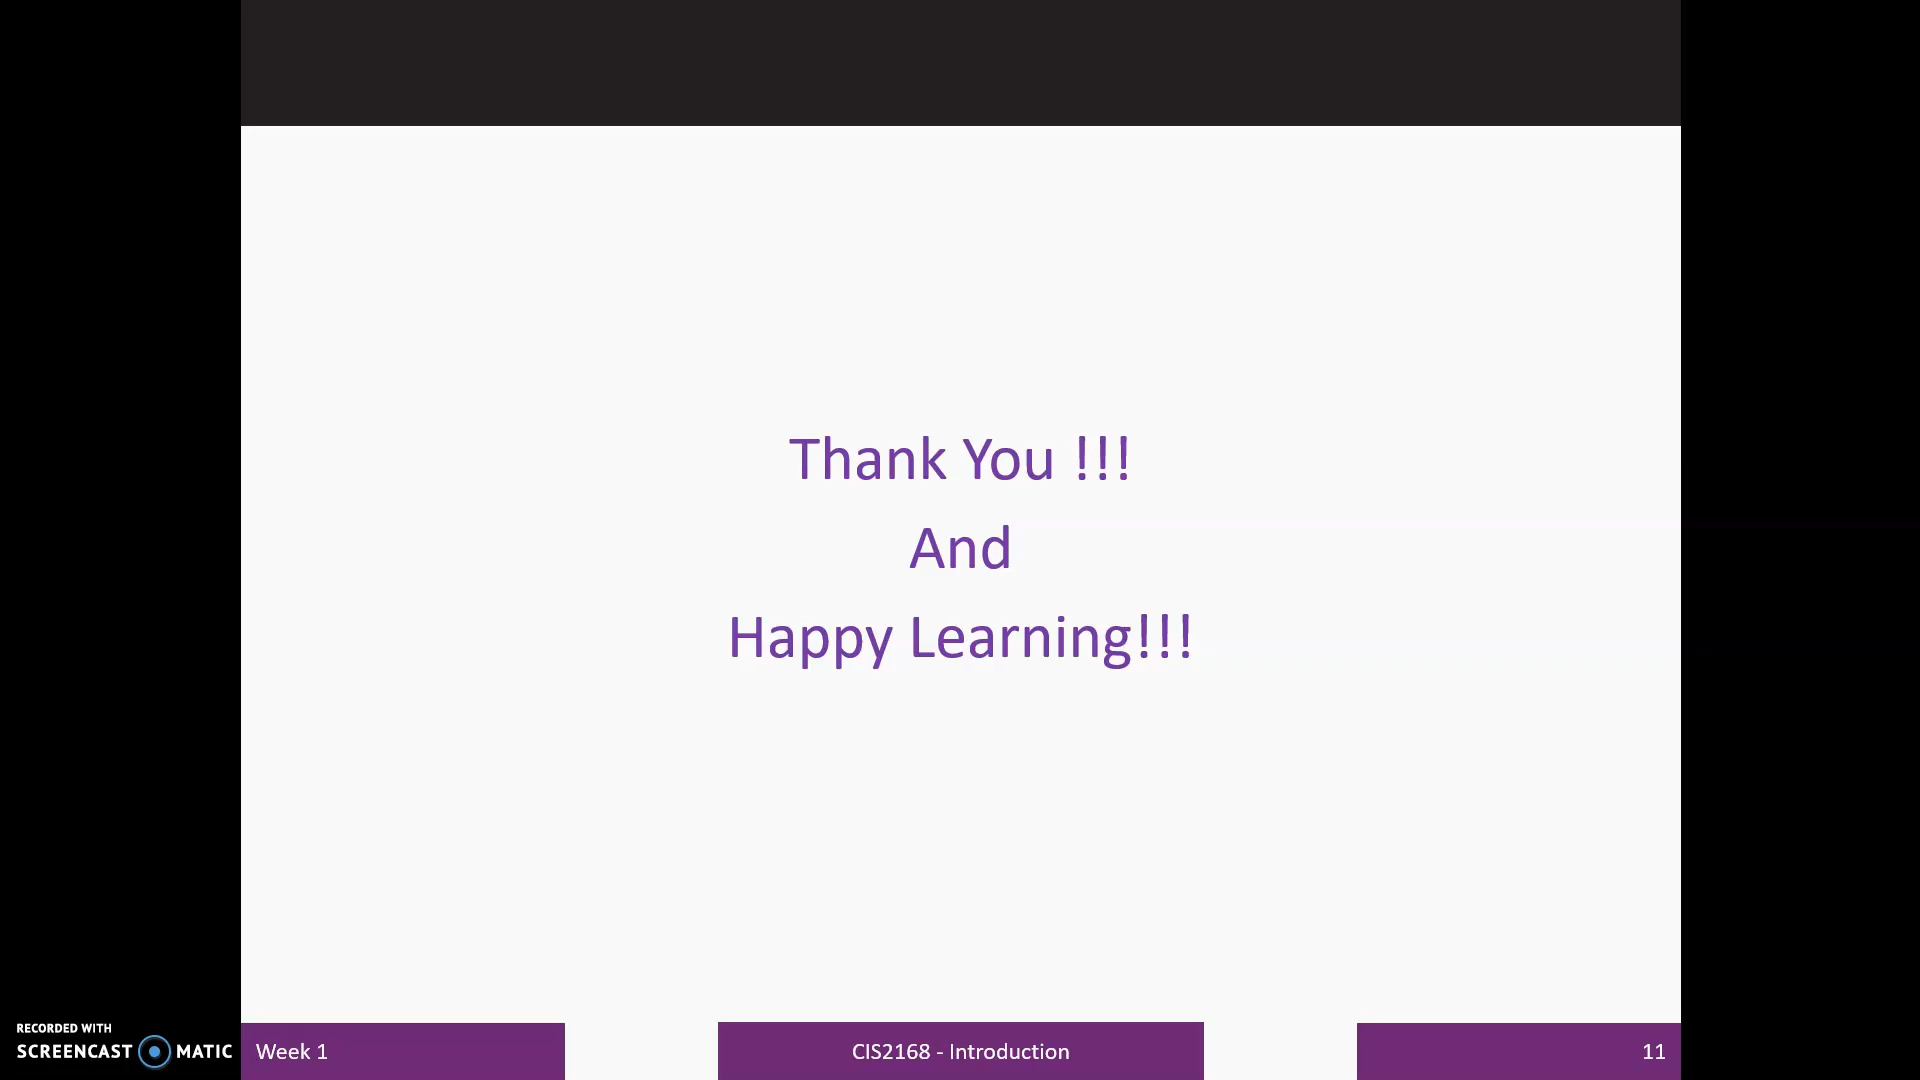 Thank You !!!
And
Happy Learning!!!
RECORDED WITH
SCREENCAST MATIC
Week 1
CIS2168 - Introduction
11